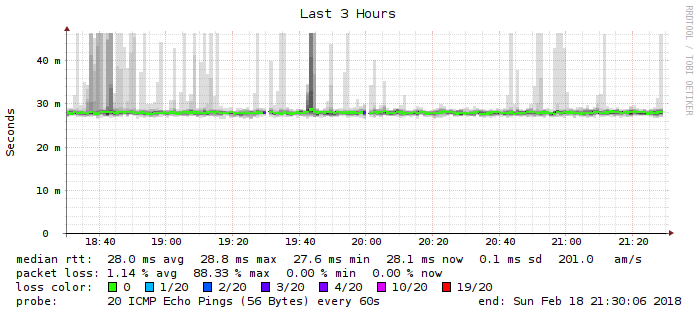 Last 3 Hours
RRDTOOL / TOBI OETIKER
Seconds
40 m
30 m
20 m
10 m
0
18:40 19:00 19:20 19:40 20:00 20:20 20:40 21:00 21:20
median rtt: 28.0 ms avg 28.8 ms max 27.6 ms min 28.1 ms now 0.1 ms sd 201.0 am/s
packet loss: 1.14 % avg 88.33 % max 0.00 % min 0.00 % now
loss color: 0 1/20 2/20 3/20 4/20 10/20 19/20
probe: 20 ICMP Echo Pings (56 Bytes) every 60s end: Sun Feb 18 21:30:06 2018